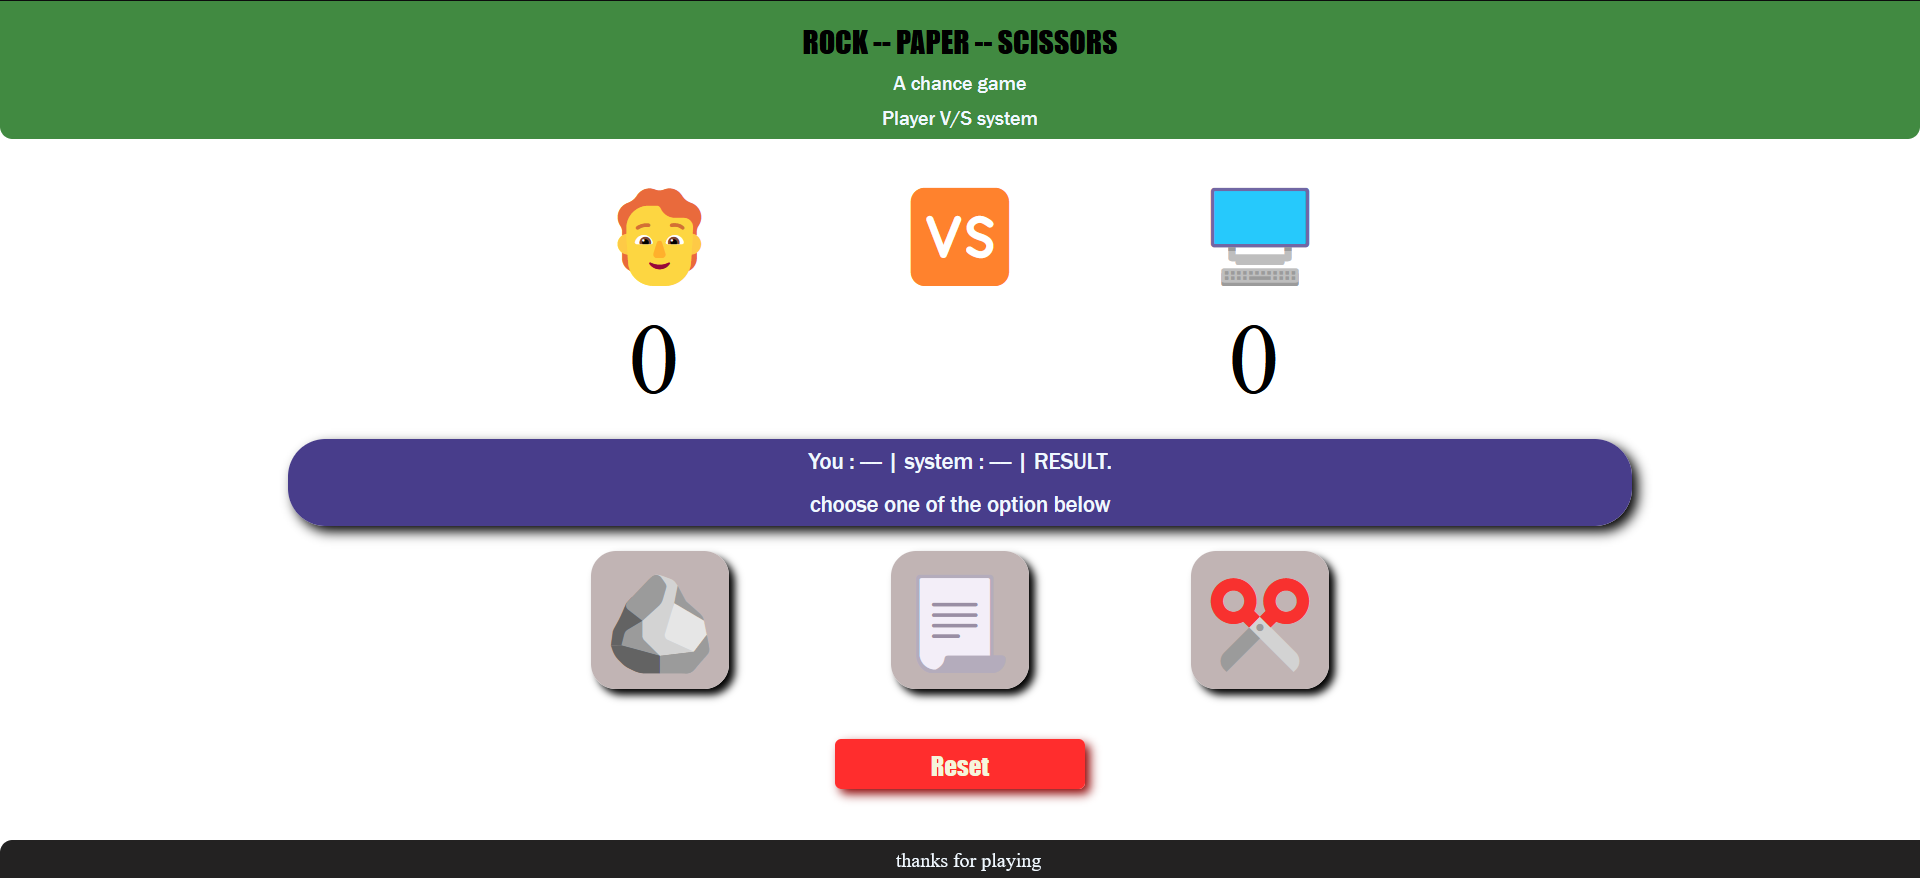 ROCK -- PAPER -- SCISSORS
A chance game
Player V/S system
VS
0 0
You : — | system : — | RESULT.
choose one of the option below
Reset
thanks for playing